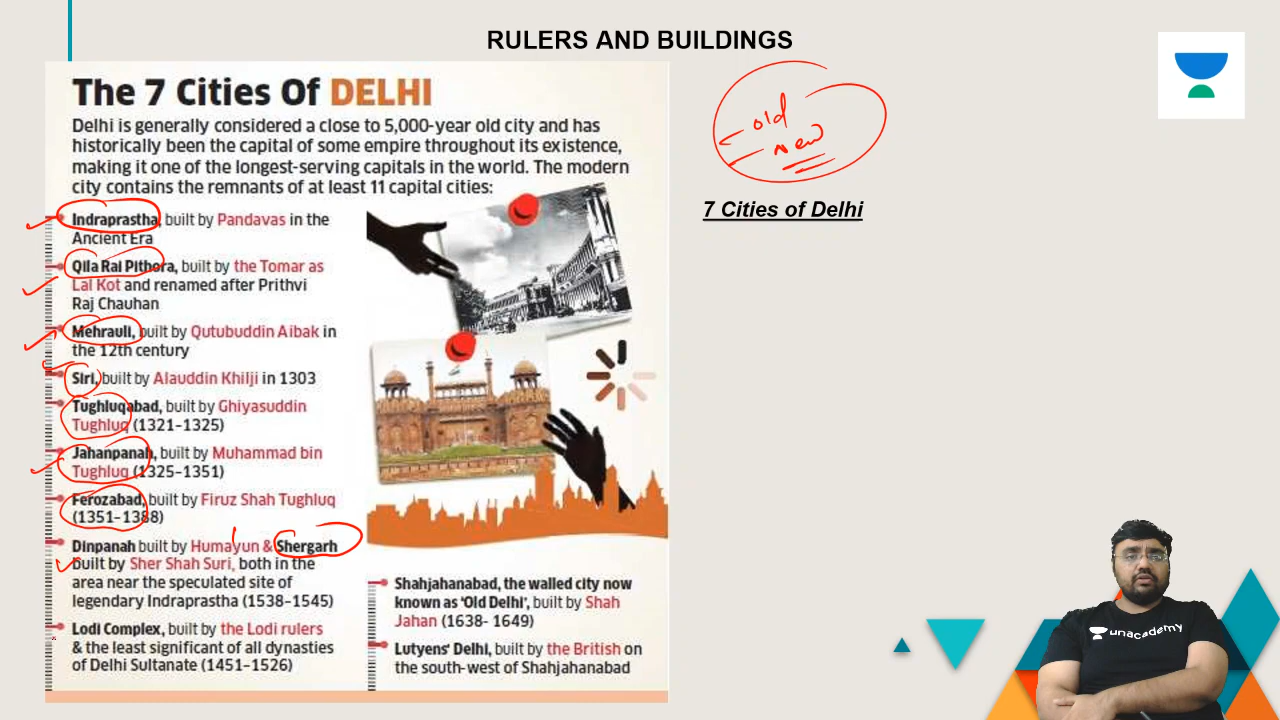 RULERS AND BUILDINGS
The 7 Cities Of DELHI
Delhi is generally considered a close to 5,000-year old city and has
historically been the capital of some empire throughout its existence,
making it one of the longest-serving capitals in the world. The modern
city contains the remnants of at least 11 capital cities:
Indraprastha, built by Pandavas in the
Ancient Era
Qila Rai Pithora, built by the Tomar as
Lal Kot and renamed after Prithvi
Raj Chauhan
Mehrauli, built by Qutubuddin Aibak in
the 12th century
Siri, built by Alauddin Khilji in 1303
Tughluqabad, built by Ghiyasuddin
Tughluq (1321-1325)
Jahanpanah, built by Muhammad bin
Tughluq (1325-1351)
Ferozabad, built by Firuz Shah Tughluq
(1351-1388)
Dinpanah built by Humayun & Shergarh
built by Sher Shah Suri, both in the
area near the speculated site of
legendary Indraprastha (1538-1545)
Lodi Complex, built by the Lodi rulers
& the least significant of all dynasties
of Delhi Sultanate (1451-1526)
Shahjahanabad, the walled city now
known as 'Old Delhi', built by Shah
Jahan (1638- 1649)
Lutyens' Delhi, built by the British on
the south-west of Shahjahanabad
old
new
7 Cities of Delhi
unacademy